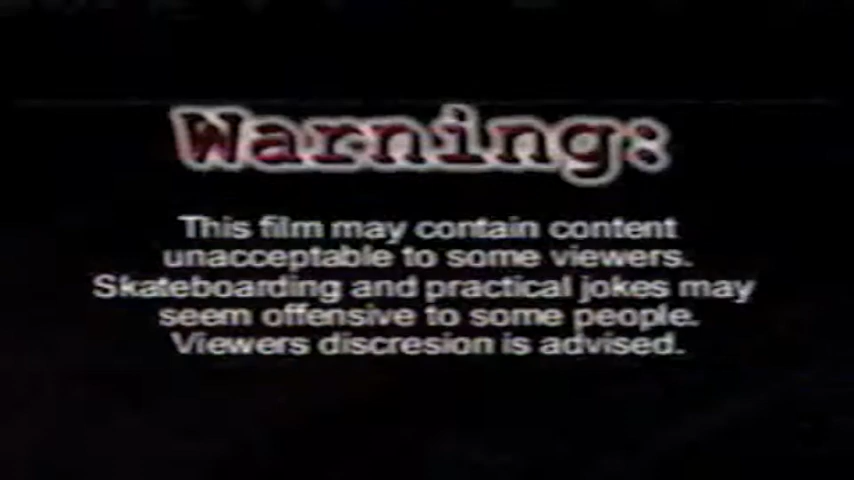 Warning:
This film may contain content
unacceptable to some viewers.
Skateboarding and practical jokes may
seem offensive to some people.
Viewers discresion is advised.